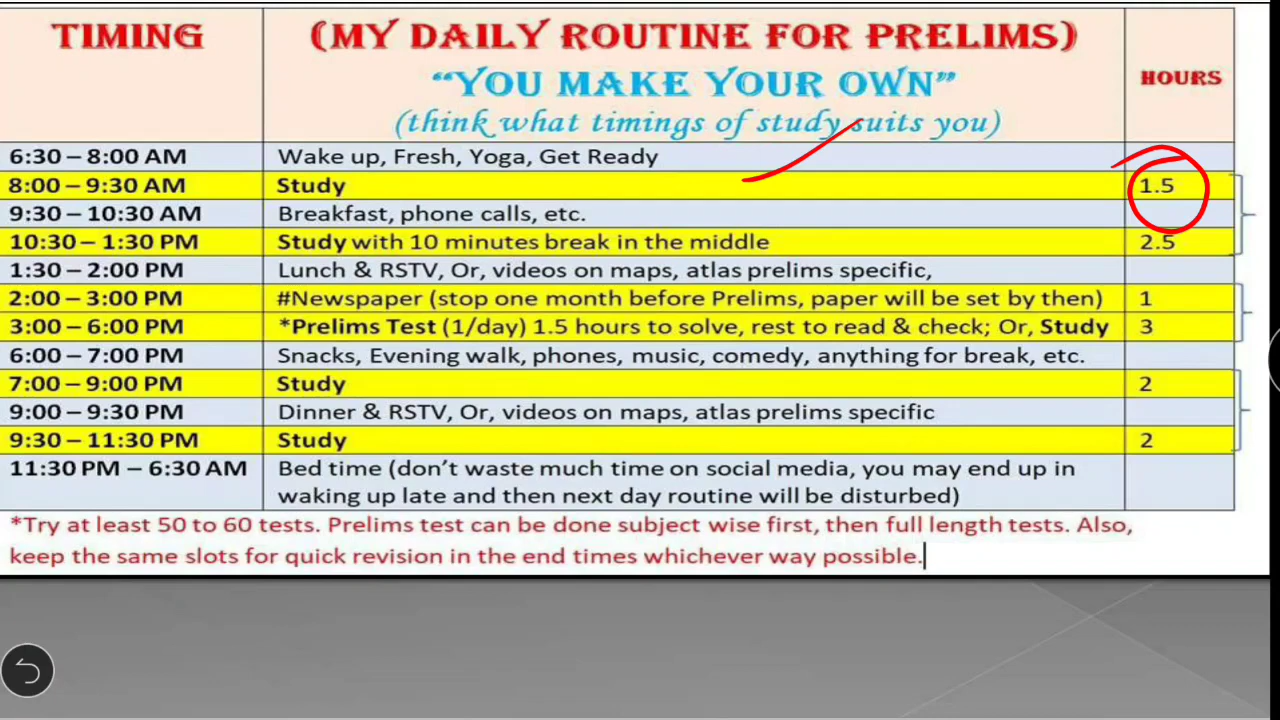 TIMING
(MY DAILY ROUTINE FOR PRELIMS)
"YOU MAKE YOUR OWN"
(think what timings of study suits you)
HOURS
6:30 – 8:00 AM Wake up, Fresh, Yoga, Get Ready
8:00 – 9:30 AM Study 1.5
9:30 – 10:30 AM Breakfast, phone calls, etc.
10:30 – 1:30 PM Study with 10 minutes break in the middle 2.5
1:30 – 2:00 PM Lunch & RSTV, Or, videos on maps, atlas prelims specific,
2:00 – 3:00 PM #Newspaper (stop one month before Prelims, paper will be set by then) 1
3:00 – 6:00 PM *Prelims Test (1/day) 1.5 hours to solve, rest to read & check; Or, Study 3
6:00 – 7:00 PM Snacks, Evening walk, phones, music, comedy, anything for break, etc.
7:00 – 9:00 PM Study 2
9:00 – 9:30 PM Dinner & RSTV, Or, videos on maps, atlas prelims specific
9:30 – 11:30 PM Study 2
11:30 PM – 6:30 AM Bed time (don't waste much time on social media, you may end up in
waking up late and then next day routine will be disturbed)
*Try at least 50 to 60 tests. Prelims test can be done subject wise first, then full length tests. Also,
keep the same slots for quick revision in the end times whichever way possible.